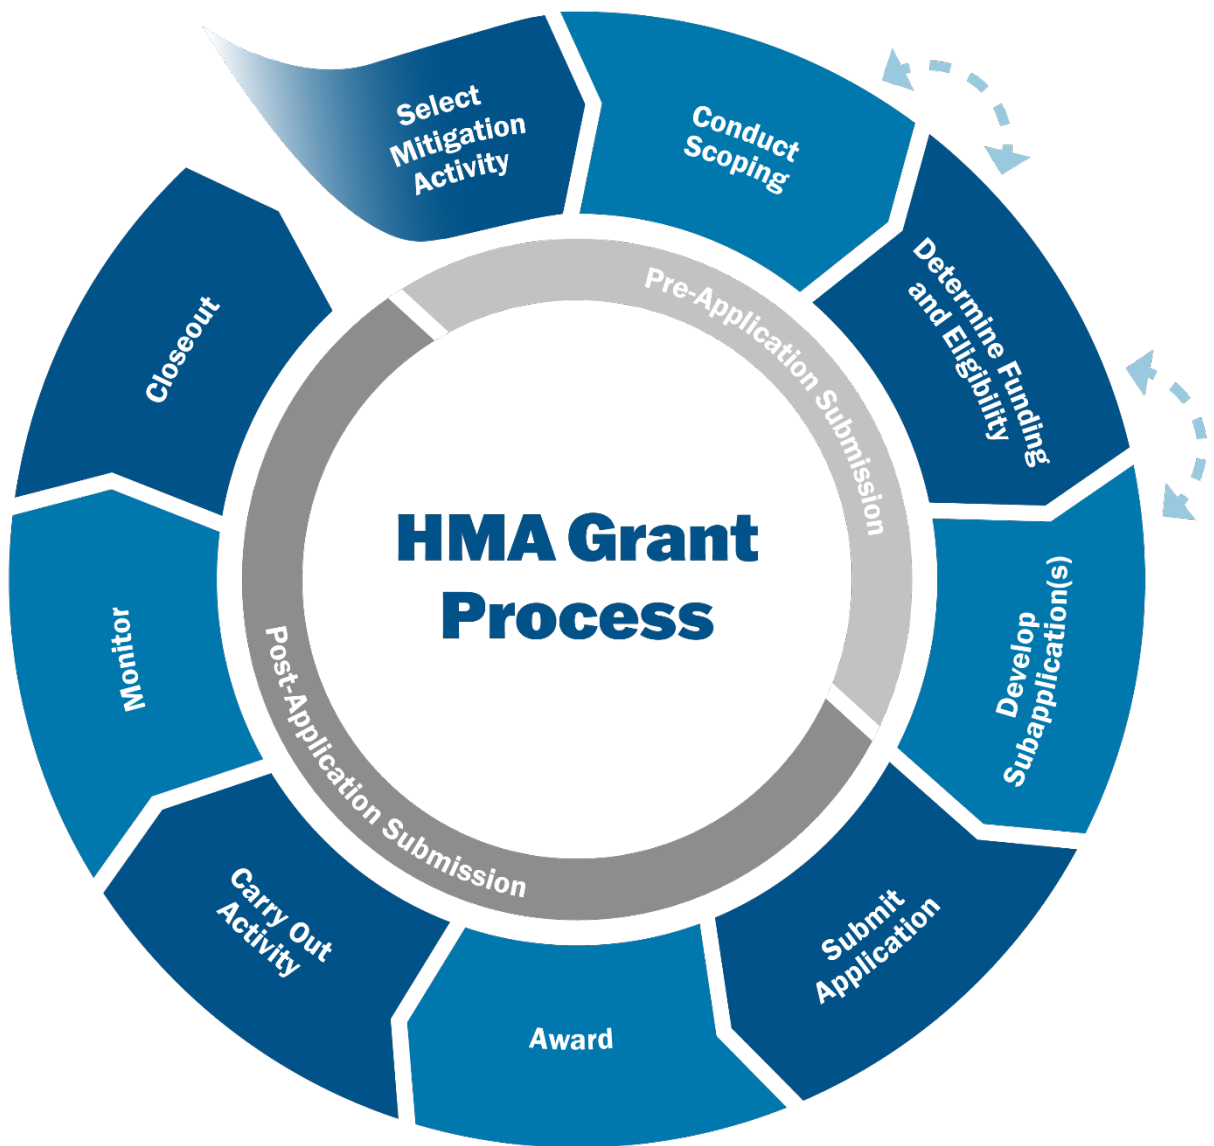 Select
Mitigation
Activity
Conduct
Scoping
Determine Funding
and Eligibility
Develop
Subapplication(s)
Submit
Application
Award
Carry Out
Activity
Monitor
Closeout
Pre-Application Submission
Post-Application Submission
HMA Grant
Process